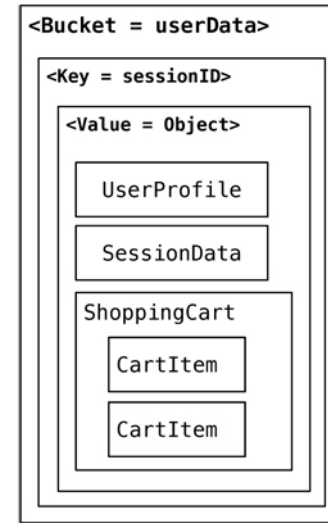 <Bucket = userData>
<Key = sessionID>
<Value = Object>
UserProfile
SessionData
ShoppingCart
CartItem
CartItem